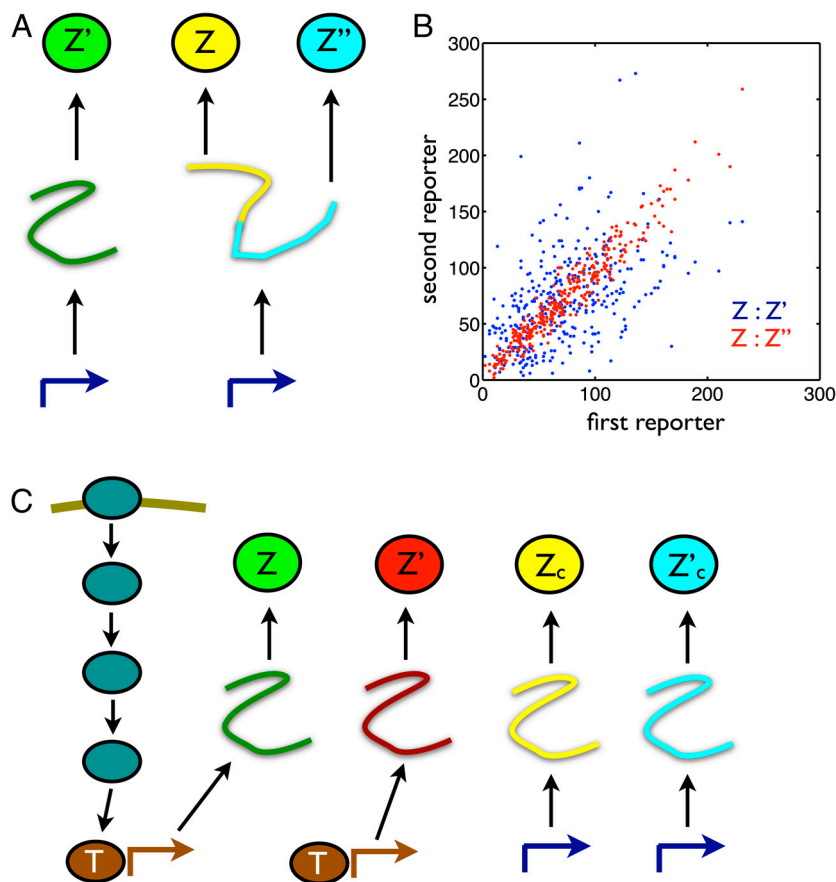 A
Z' Z Z"
B
300
250
200
150
100
50
0
second reporter
Z : Z'
Z : Z"
0 100 200 300
first reporter
C
Z Z' Zc Z'c
T T